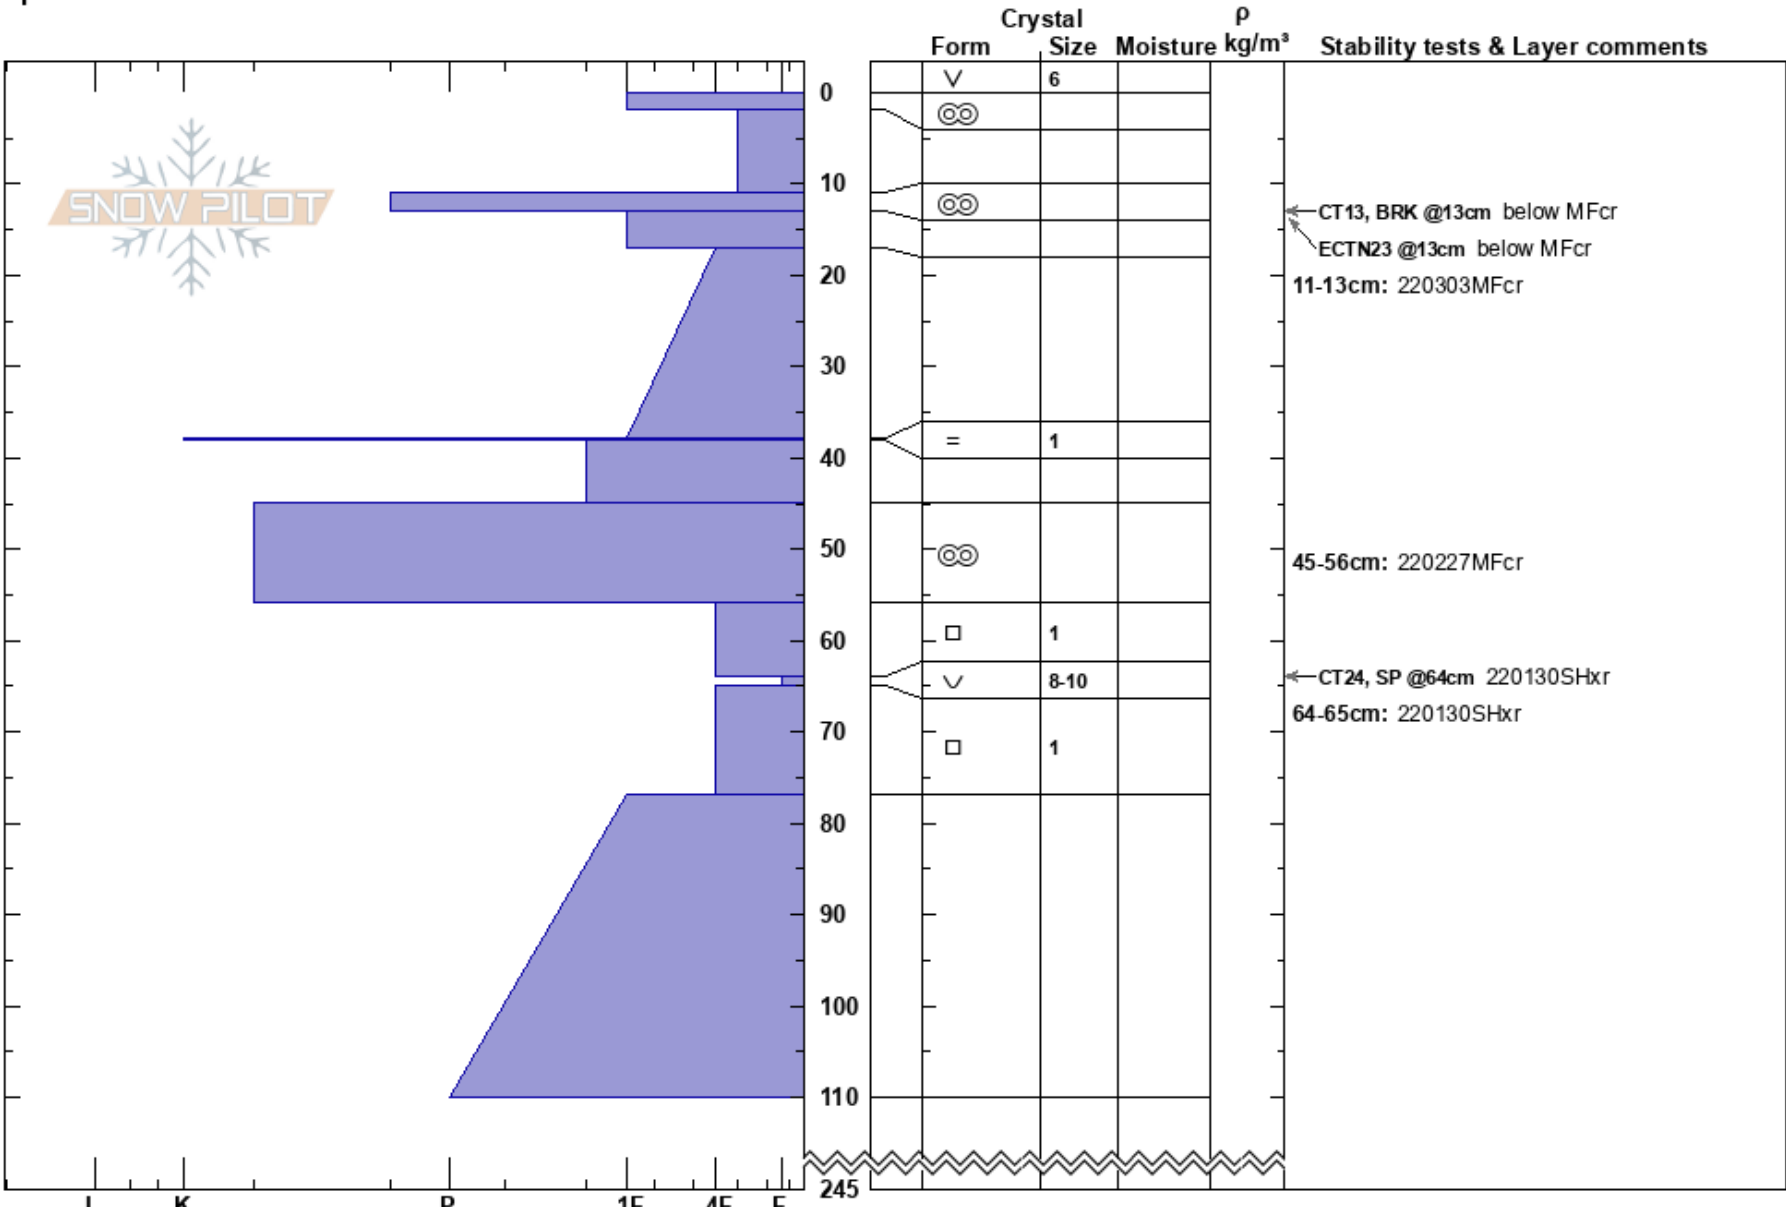 Crystal ρ
Form Size Moisture kg/m³ Stability tests & Layer comments
6
0
SNOW PILOT
10
CT13, BRK @13cm below MFcr
ECTN23 @13cm below MFcr
20
11-13cm: 220303MFcr
30
= 1
40
50
45-56cm: 220227MFcr
60
1
8-10
CT24, SP @64cm 220130SHxr
64-65cm: 220130SHxr
70
1
80
90
100
110
245
I K P 1F 4F F